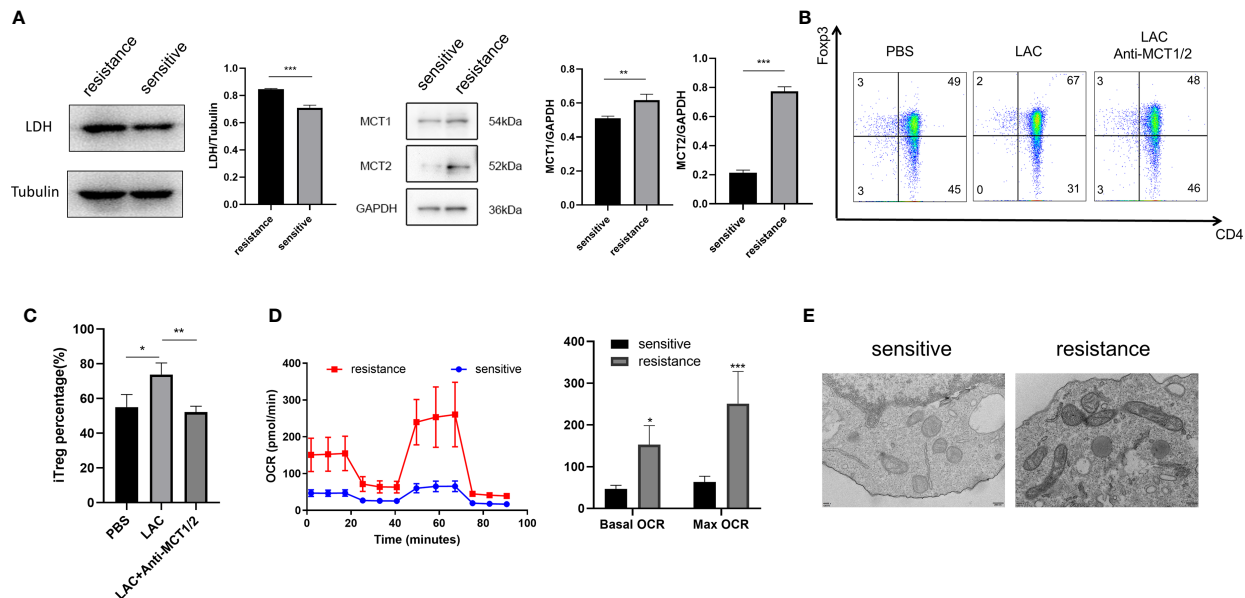 A
resistance
sensitive
LDH
Tubulin
LDH/Tubulin
1.0
0.8
0.6
0.4
0.2
0.0
***
resistance
sensitive
sensitive
resistance
MCT1
54kDa
MCT2
52kDa
GAPDH
36kDa
MCT1/GAPDH
0.8
0.6
0.4
0.2
0.0
**
sensitive
resistance
MCT2/GAPDH
1.0
0.8
0.6
0.4
0.2
0.0
***
sensitive
resistance
B
Foxp3
PBS
LAC
LAC
Anti-MCT1/2
3
49
3
45
2
67
0
31
3
48
3
46
CD4
C
iTreg percentage(%)
100
80
60
40
20
0
*
**
PBS
LAC
LAC+Anti-MCT1/2
D
OCR (pmol/min)
400
300
200
150
100
50
0
resistance
sensitive
0
20
40
60
80
100
Time (minutes)
sensitive
resistance
400
300
200
100
0
*
***
Basal OCR
Max OCR
E
sensitive
resistance